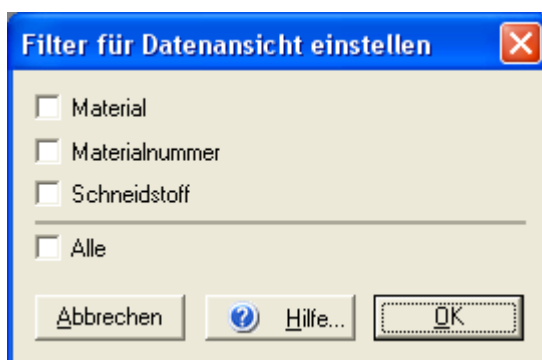 Filter für Datenansicht einstellen
Material
Materialnummer
Schneidstoff
Alle
Abbrechen Hilfe... OK